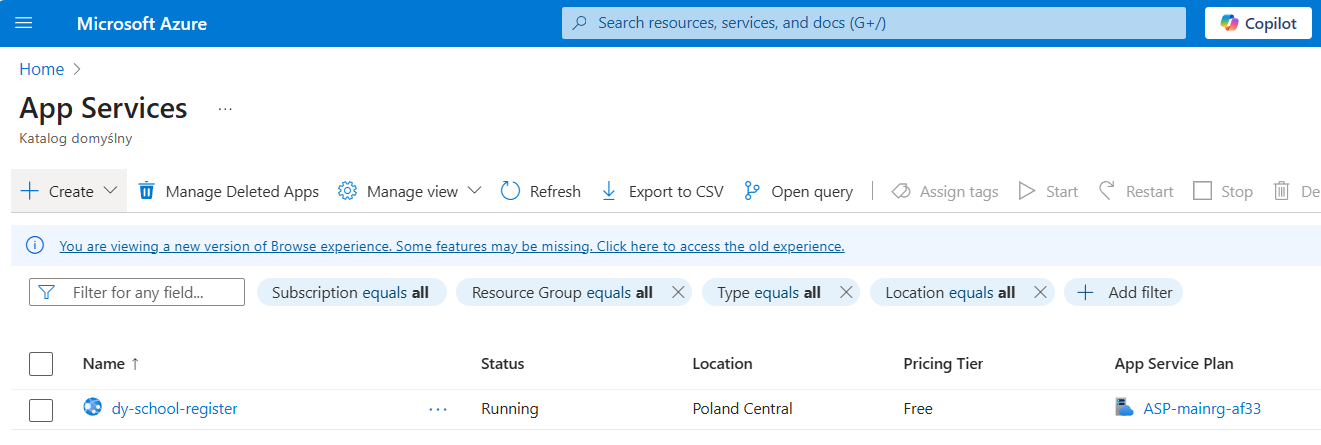 Microsoft Azure Search resources, services, and docs (G+/) Copilot
Home
App Services ...
Katalog domyślny
Create Manage Deleted Apps Manage view Refresh Export to CSV Open query Assign tags Start Restart Stop De
You are viewing a new version of Browse experience. Some features may be missing. Click here to access the old experience.
Filter for any field... Subscription equals all Resource Group equals all Type equals all Location equals all Add filter
Name ↑ Status Location Pricing Tier App Service Plan
dy-school-register ... Running Poland Central Free ASP-mainrg-af33